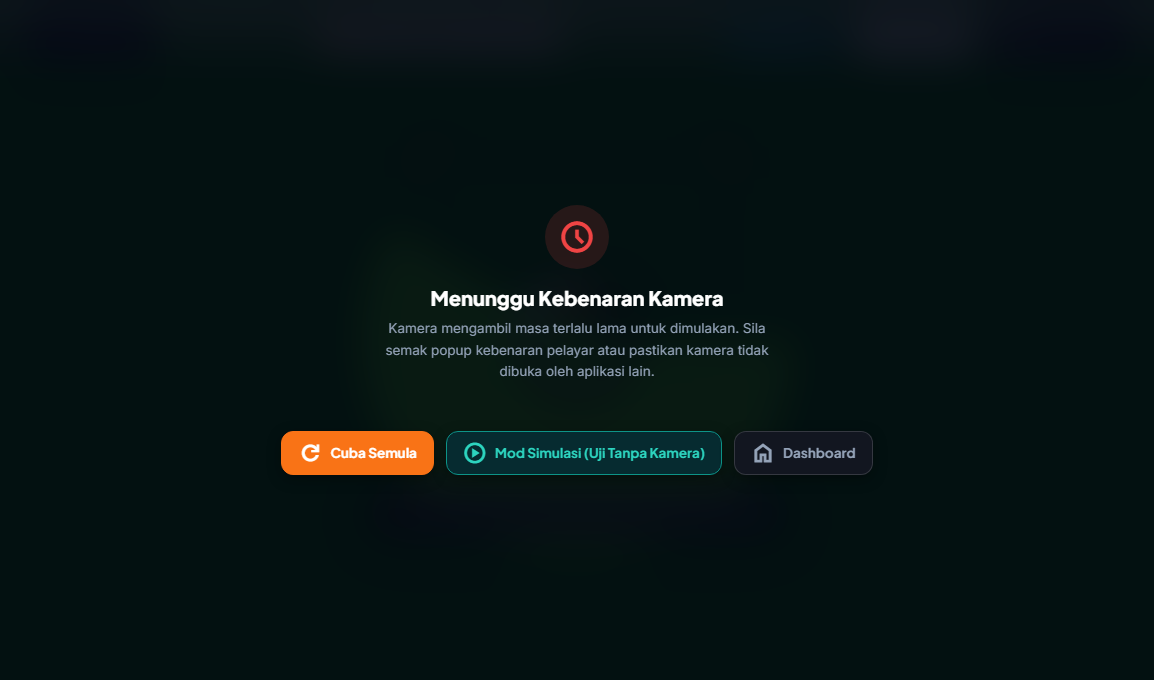 Menunggu Kebenaran Kamera
Kamera mengambil masa terlalu lama untuk dimulakan. Sila
semak popup kebenaran pelayar atau pastikan kamera tidak
dibuka oleh aplikasi lain.
Cuba Semula
Mod Simulasi (Uji Tanpa Kamera)
Dashboard